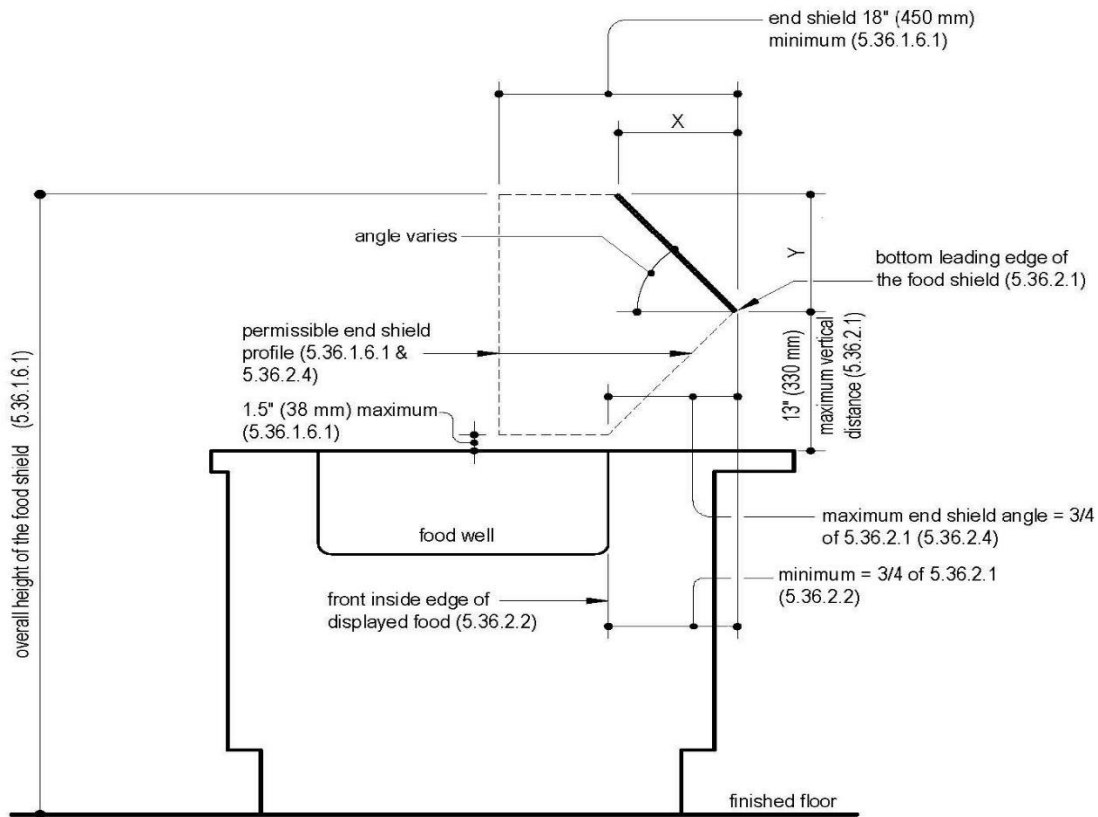 end shield 18" (450 mm)
minimum (5.36.1.6.1)
X
angle varies
Y
bottom leading edge of
the food shield (5.36.2.1)
permissible end shield
profile (5.36.1.6.1 &
5.36.2.4)
13" (330 mm)
maximum vertical
distance (5.36.2.1)
1.5" (38 mm) maximum
(5.36.1.6.1)
overall height of the food shield (5.36.1.6.1)
food well
maximum end shield angle = 3/4
of 5.36.2.1 (5.36.2.4)
minimum = 3/4 of 5.36.2.1
(5.36.2.2)
front inside edge of
displayed food (5.36.2.2)
finished floor